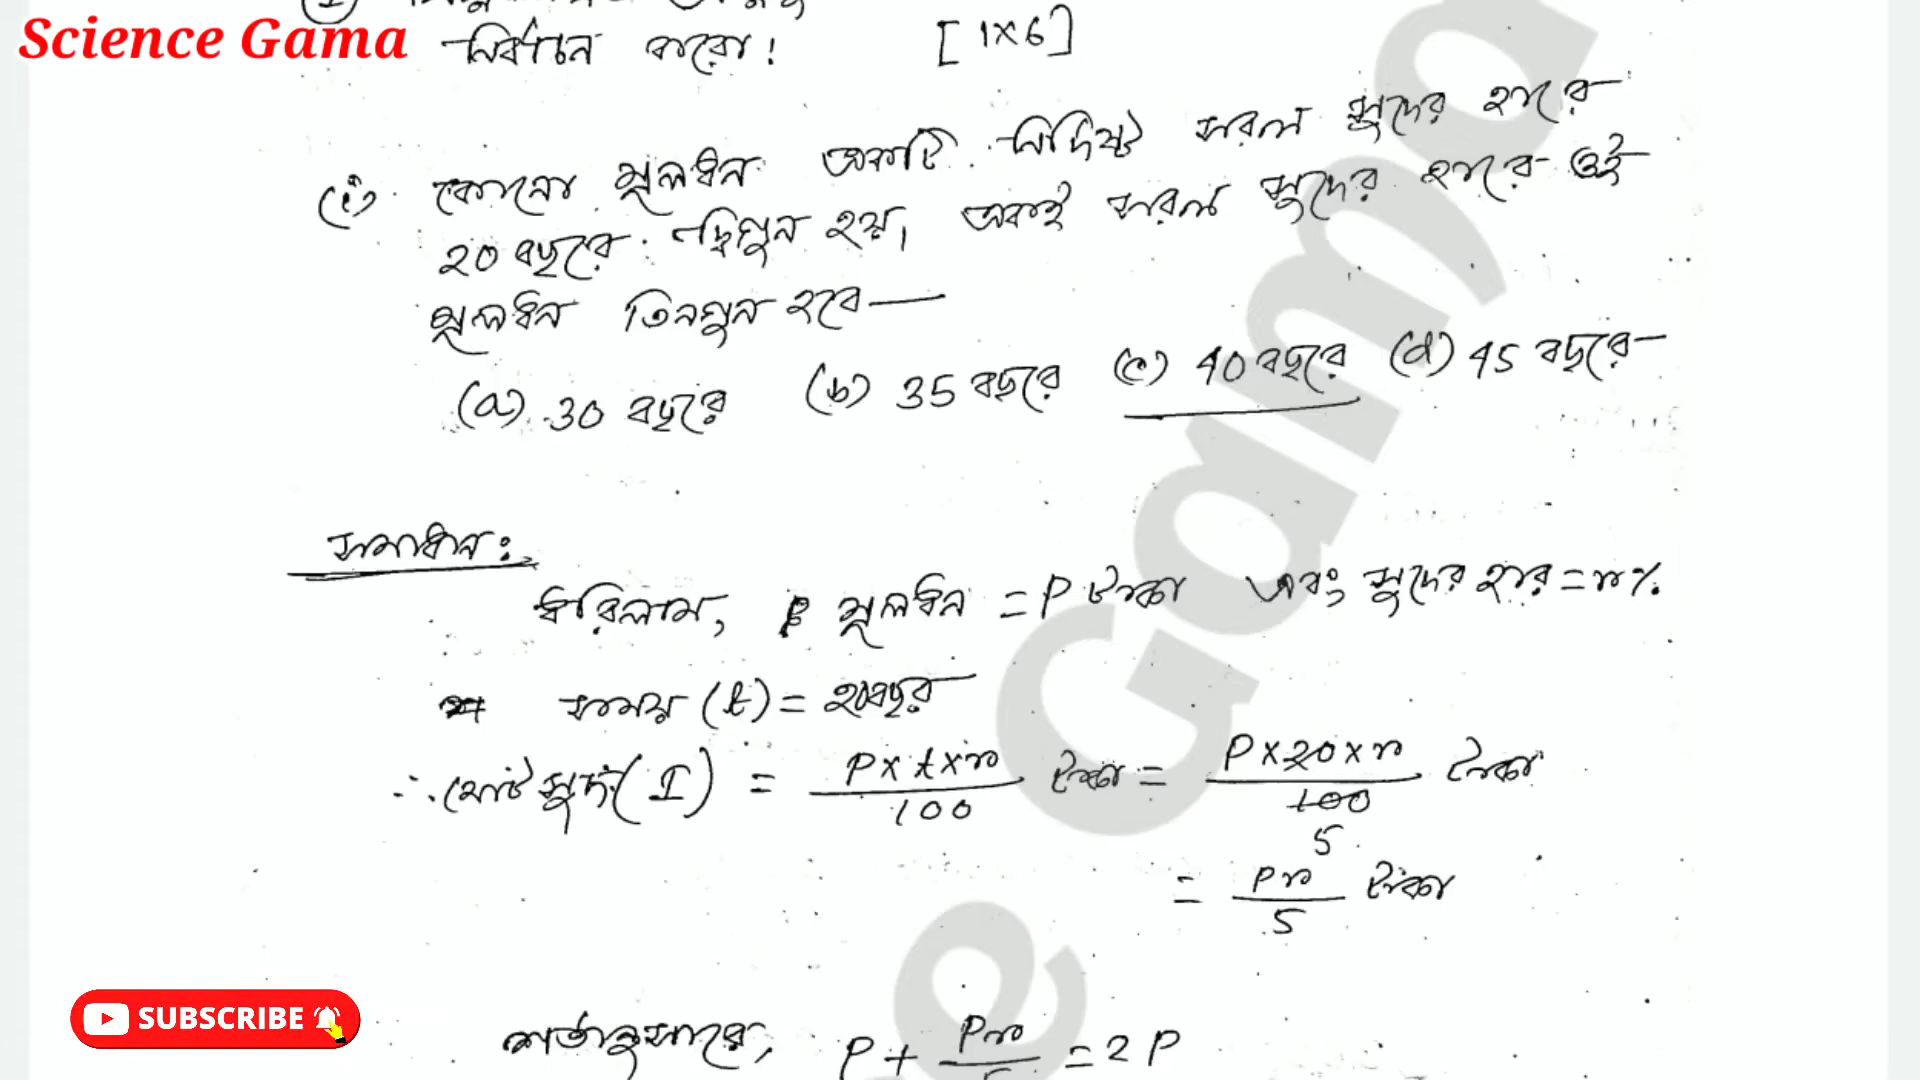 Science Gama
নির্বাচন করো! [1×6]
(i) কোনো মূলধন একটি নির্দিষ্ট সরল সুদের হারে
20 বছরে দ্বিগুন হয়, একই সরল সুদের হারে ওই
মূলধন তিনগুন হবে—
(a) 30 বছরে (b) 35 বছরে (c) 40 বছরে (d) 45 বছরে
সমাধান:
ধরিলাম, মূলধন = P টাকা এবং সুদের হার = r%.
সময় (t) = 20বছর
∴ মোট সুদ (I) = P×t×r/100 টাকা = P×20×r/100 টাকা
5
= Pr/5 টাকা
শর্তানুসারে, P + Pr/5 = 2P
SUBSCRIBE